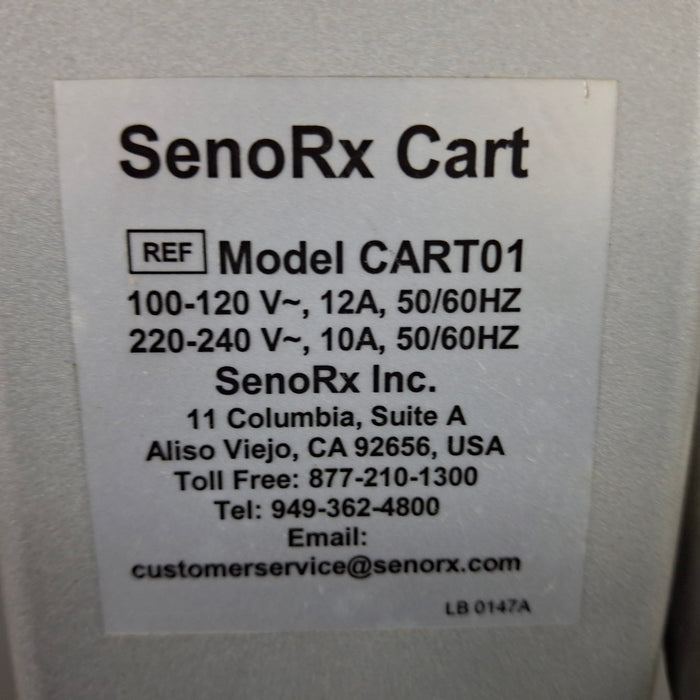 SenoRx Cart
REF Model CART01
100-120 V~, 12A, 50/60HZ
220-240 V~, 10A, 50/60HZ
SenoRx Inc.
11 Columbia, Suite A
Aliso Viejo, CA 92656, USA
Toll Free: 877-210-1300
Tel: 949-362-4800
Email:
customerservice@senorx.com
LB 0147A